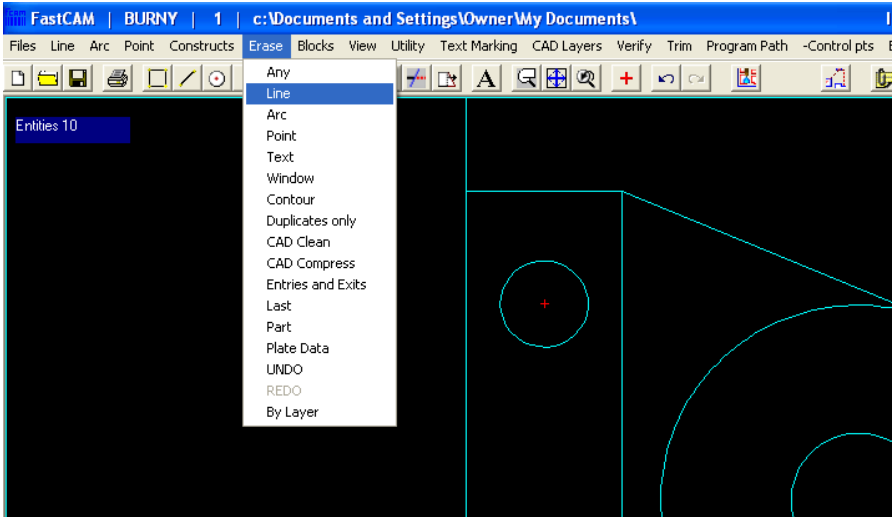 FastCAM | BURNY | 1 | c:\Documents and Settings\Owner\My Documents\
Files Line Arc Point Constructs Erase Blocks View Utility Text Marking CAD Layers Verify Trim Program Path -Control pts
A
Entities 10
Any
Line
Arc
Point
Text
Window
Contour
Duplicates only
CAD Clean
CAD Compress
Entries and Exits
Last
Part
Plate Data
UNDO
REDO
By Layer